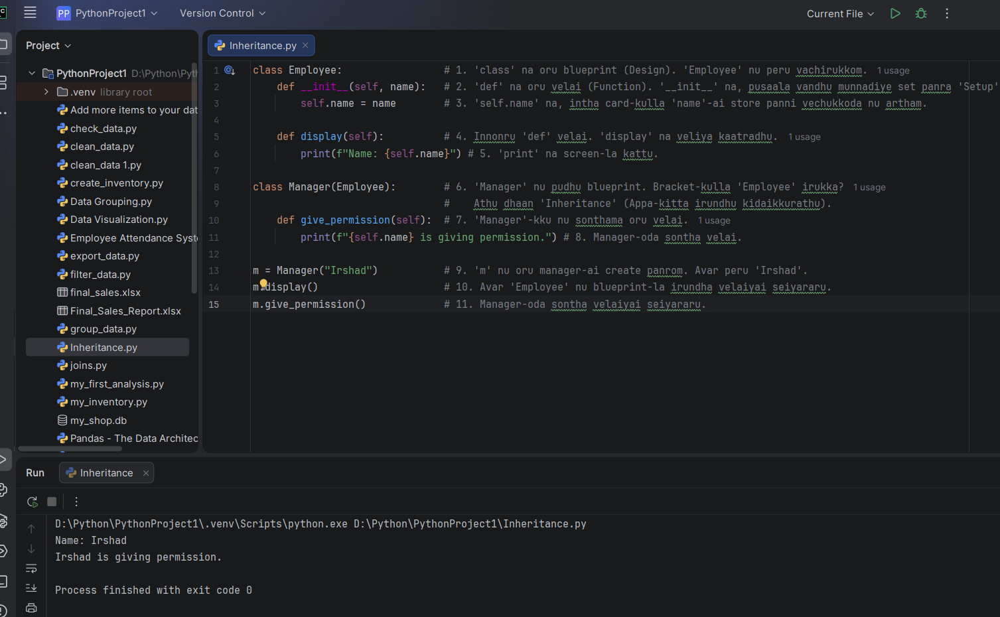 PP PythonProject1 Version Control Current File
Project
PythonProject1 D:\Python\Pyth
.venv library root
Add more items to your dat
check_data.py
clean_data.py
clean_data 1.py
create_inventory.py
Data Grouping.py
Data Visualization.py
Employee Attendance Syste
export_data.py
filter_data.py
final_sales.xlsx
Final_Sales_Report.xlsx
group_data.py
Inheritance.py
joins.py
my_first_analysis.py
my_inventory.py
my_shop.db
Pandas - The Data Architec
Inheritance.py
1 class Employee: # 1. 'class' na oru blueprint (Design). 'Employee' nu peru vachirukkom. 1 usage
2 def __init__(self, name): # 2. 'def' na oru velai (Function). '__init__' na, pusaala vandhu munnadiye set panra 'Setup'
3 self.name = name # 3. 'self.name' na, intha card-kulla 'name'-ai store panni vechukkoda nu artham.
4
5 def display(self): # 4. Innonru 'def' velai. 'display' na veliya kaatradhu. 1 usage
6 print(f"Name: {self.name}") # 5. 'print' na screen-la kattu.
7
8 class Manager(Employee): # 6. 'Manager' nu pudhu blueprint. Bracket-kulla 'Employee' irukka? 1 usage
9 # Athu dhaan 'Inheritance' (Appa-kitta irundhu kidaikkurathu).
10 def give_permission(self): # 7. 'Manager'-kku nu sonthama oru velai. 1 usage
11 print(f"{self.name} is giving permission.") # 8. Manager-oda sontha velai.
12
13 m = Manager("Irshad") # 9. 'm' nu oru manager-ai create panrom. Avar peru 'Irshad'.
14 m.display() # 10. Avar 'Employee' nu blueprint-la irundha velaiyai seiyararu.
15 m.give_permission() # 11. Manager-oda sontha velaiyai seiyararu.
Run Inheritance
D:\Python\PythonProject1\.venv\Scripts\python.exe D:\Python\PythonProject1\Inheritance.py
Name: Irshad
Irshad is giving permission.
Process finished with exit code 0